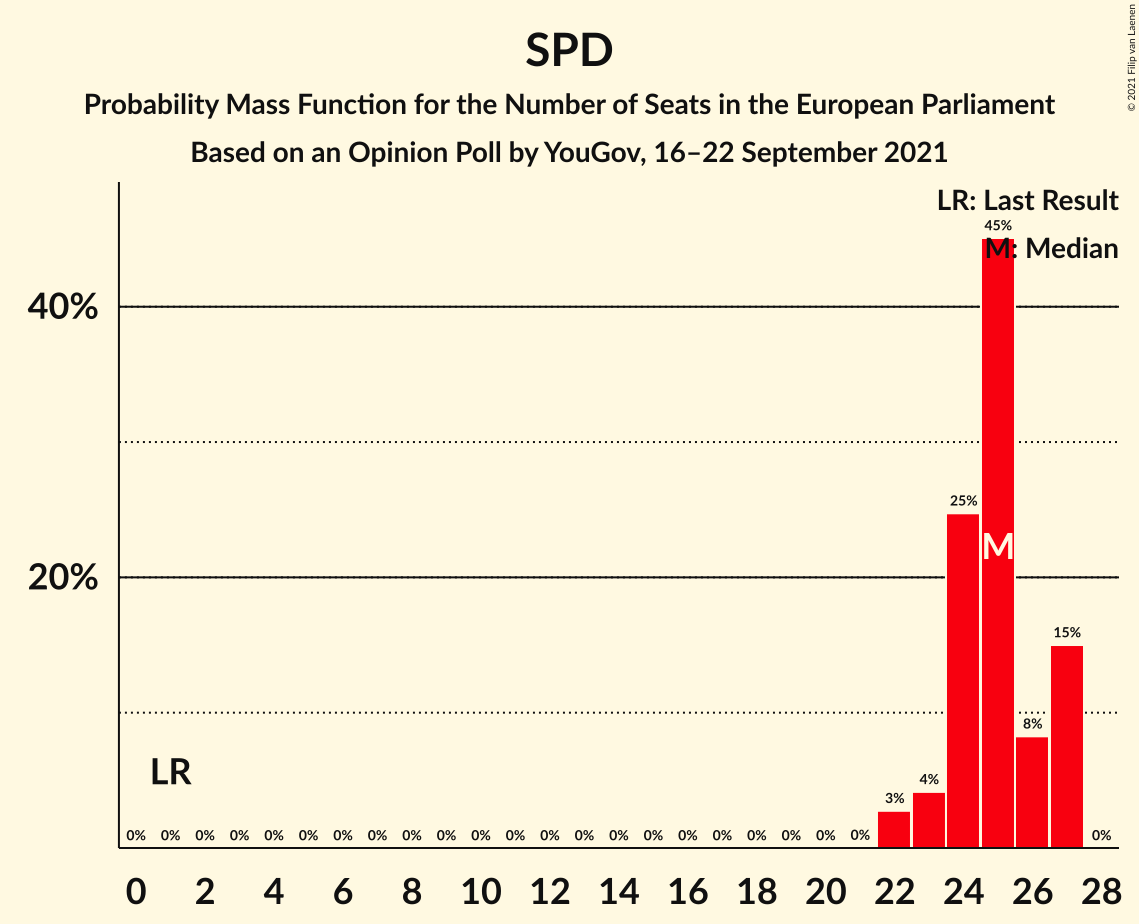 SPD
Probability Mass Function for the Number of Seats in the European Parliament
Based on an Opinion Poll by YouGov, 16–22 September 2021
© 2021 Filip van Laenen
LR: Last Result
M: Median
45%
40%
25%
M
20%
15%
8%
LR
4%
3%
0% 0% 0% 0% 0% 0% 0% 0% 0% 0% 0% 0% 0% 0% 0% 0% 0% 0% 0% 0% 0% 0% 0%
0 2 4 6 8 10 12 14 16 18 20 22 24 26 28